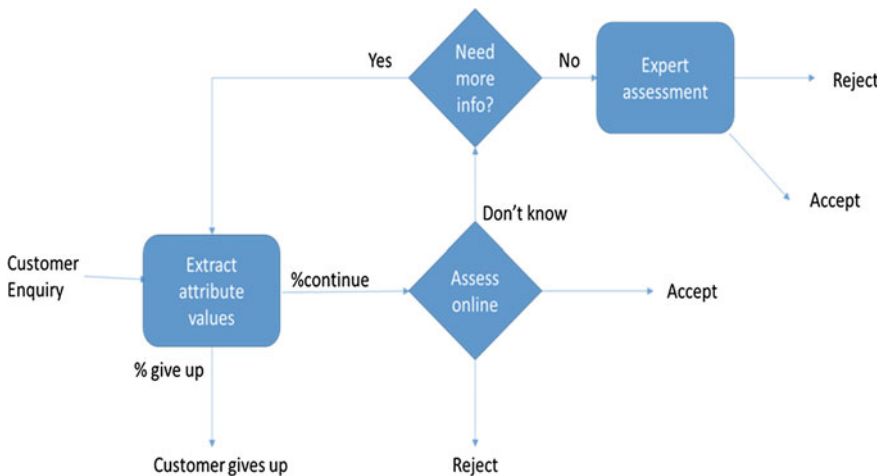 Need
more
info?
Yes
No
Expert
assessment
Reject
Accept
Don't know
Customer
Enquiry
Extract
attribute
values
%continue
Assess
online
Accept
% give up
Customer gives up
Reject